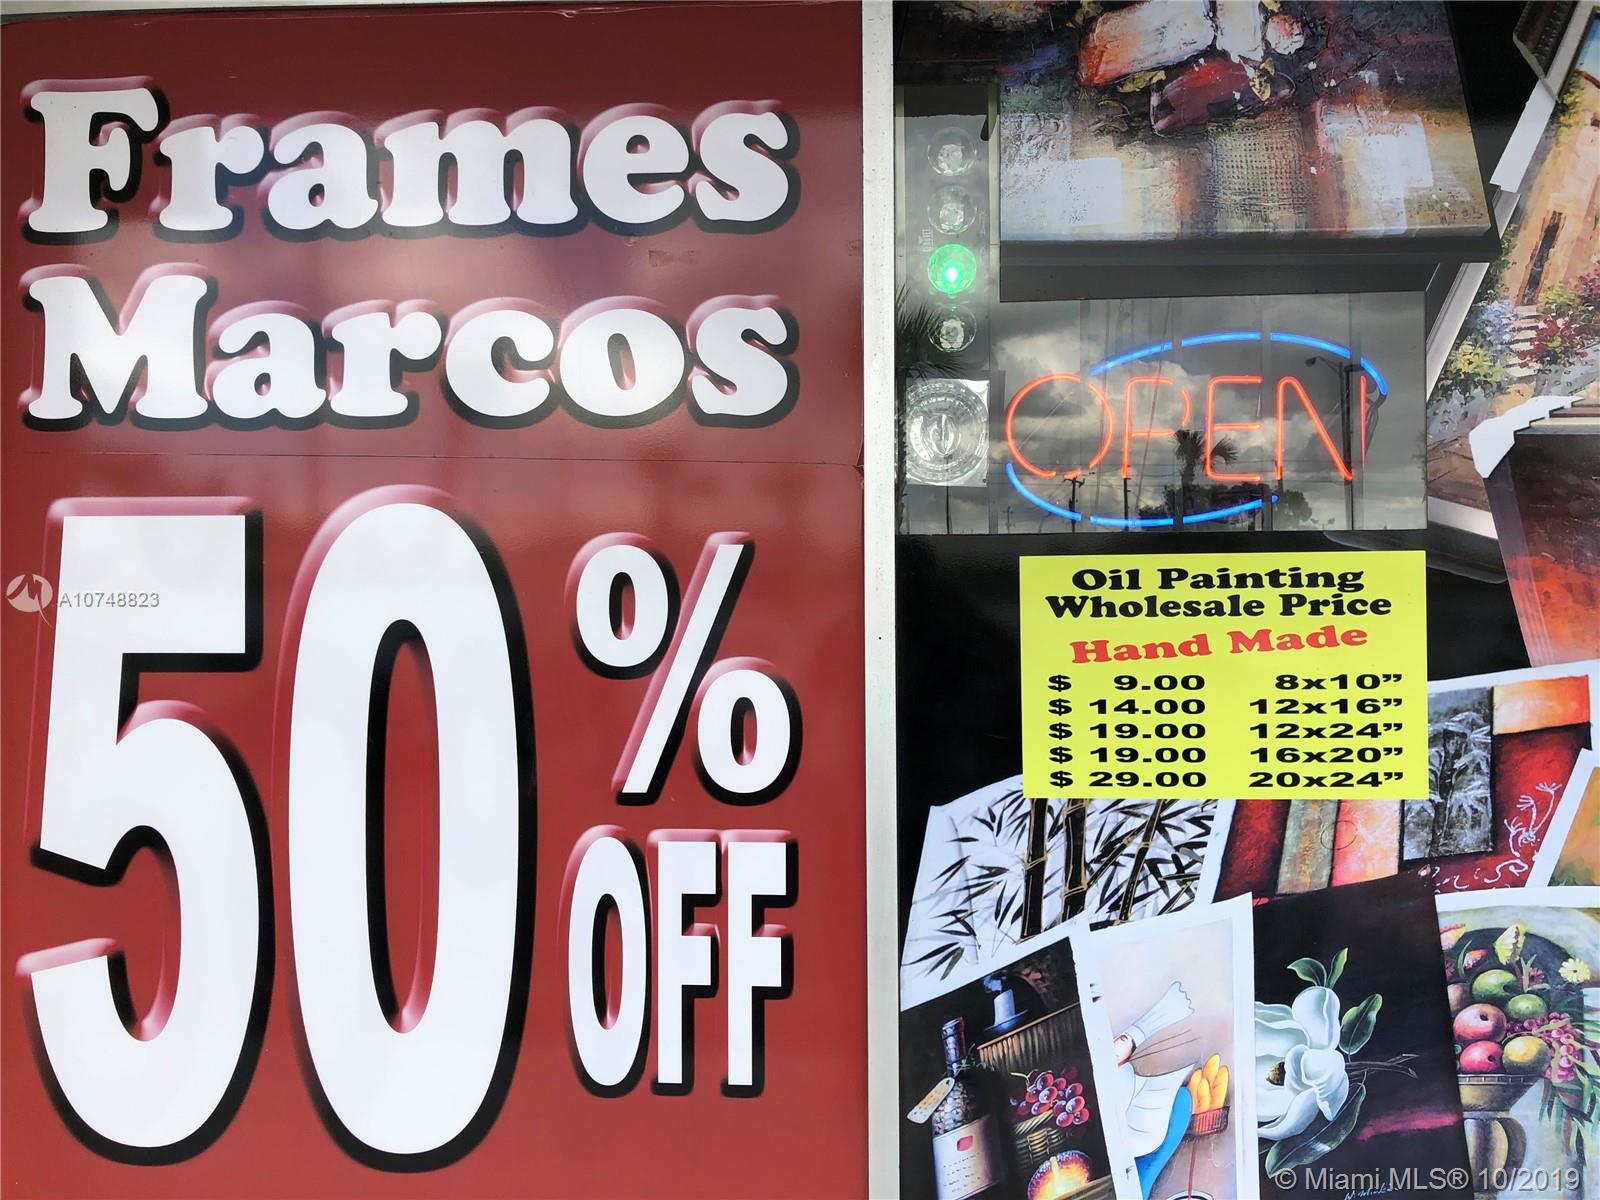 Frames
Marcos
50% OFF
A10748823
OPEN
Oil Painting
Wholesale Price
Hand Made
$ 9.00 8x10”
$ 14.00 12x16”
$ 19.00 12x24”
$ 19.00 16x20”
$ 29.00 20x24”
© Miami MLS® 10/2019